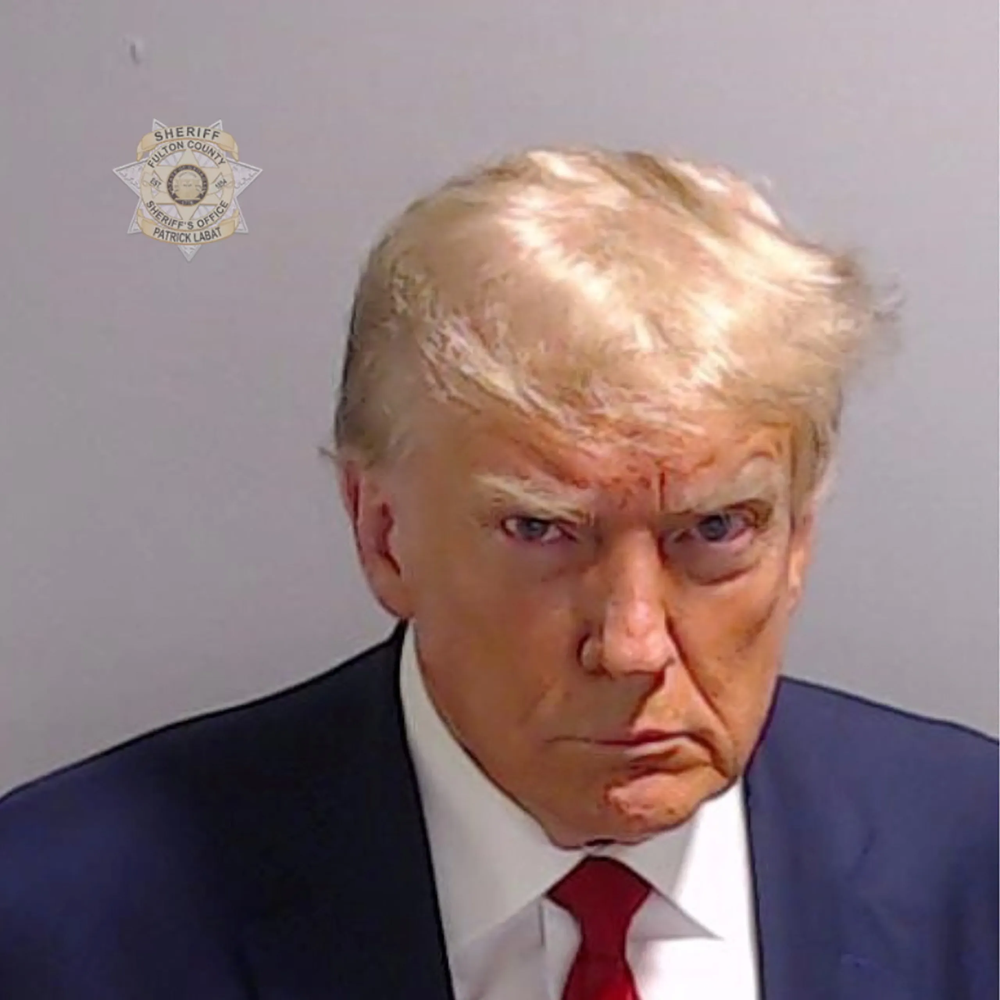 SHERIFF
FULTON COUNTY
EST. 1854
SHERIFF'S OFFICE
PATRICK LABAT